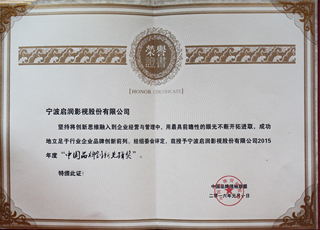 荣誉
证书
HONOR CERTIFICATE
宁波启润影视股份有限公司
坚持将创新思维融入到企业经营与管理中，用最具前瞻性的眼光不断开拓进取，成功
地立足于行业企业品牌创新前列，经组委会评定，兹授予宁波启润影视股份有限公司2015
年度“中国品牌创新先锋奖”。
特颁此证：
二〇一六年元月十日